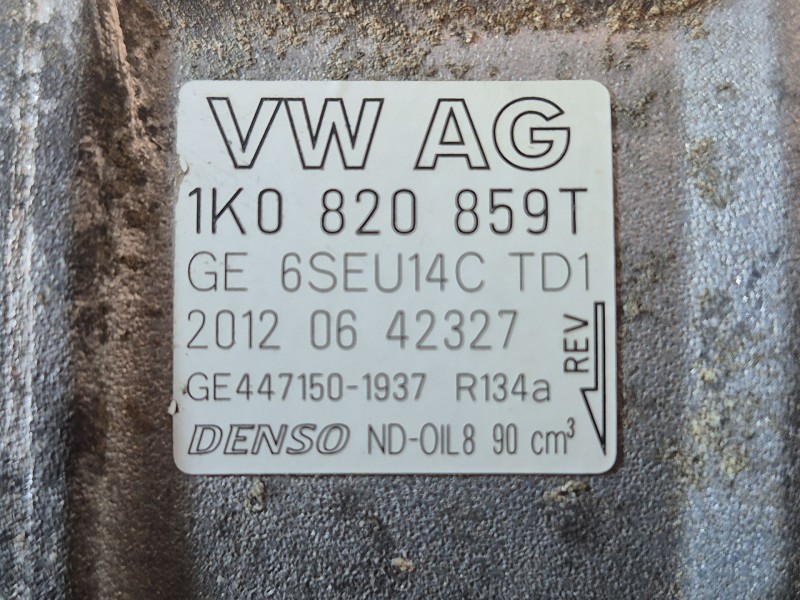 VW AG
1K0 820 859T
GE 6SEU14C TD1
2012 06 42327
REV
GE447150-1937 R134a
DENSO ND-OIL8 90 cm³